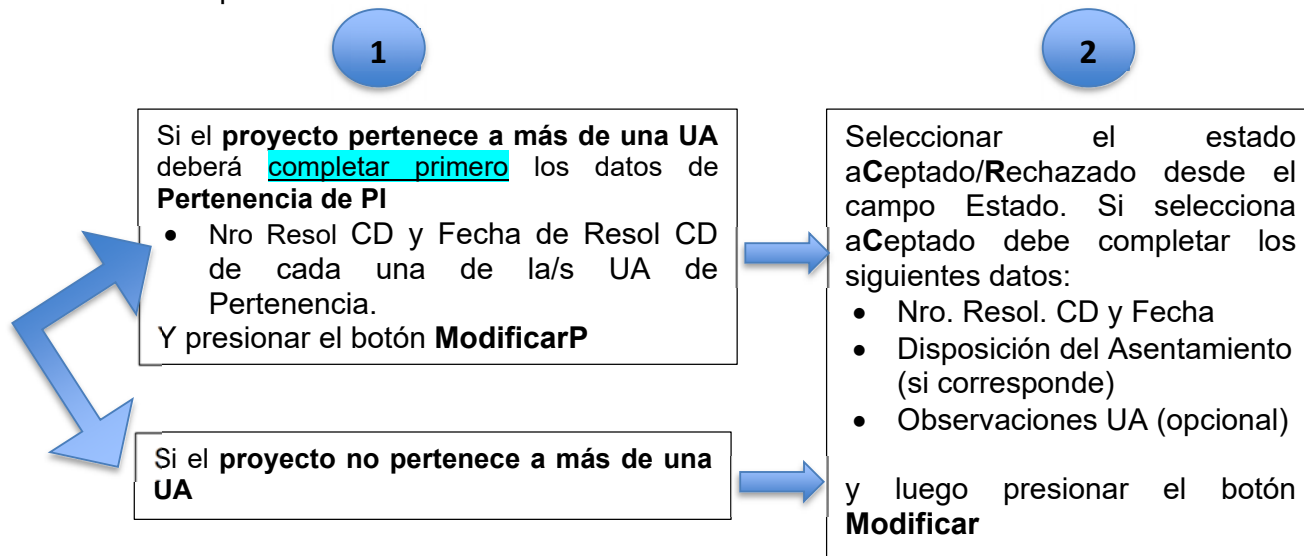 1
Si el proyecto pertenece a más de una UA
deberá completar primero los datos de
Pertenencia de PI
• Nro Resol CD y Fecha de Resol CD
de cada una de la/s UA de
Pertenencia.
Y presionar el botón ModificarP
Si el proyecto no pertenece a más de una
UA
2
Seleccionar el estado
aCeptado/Rechazado desde el
campo Estado. Si selecciona
aCeptado debe completar los
siguientes datos:
• Nro. Resol. CD y Fecha
• Disposición del Asentamiento
(si corresponde)
• Observaciones UA (opcional)
y luego presionar el botón
Modificar